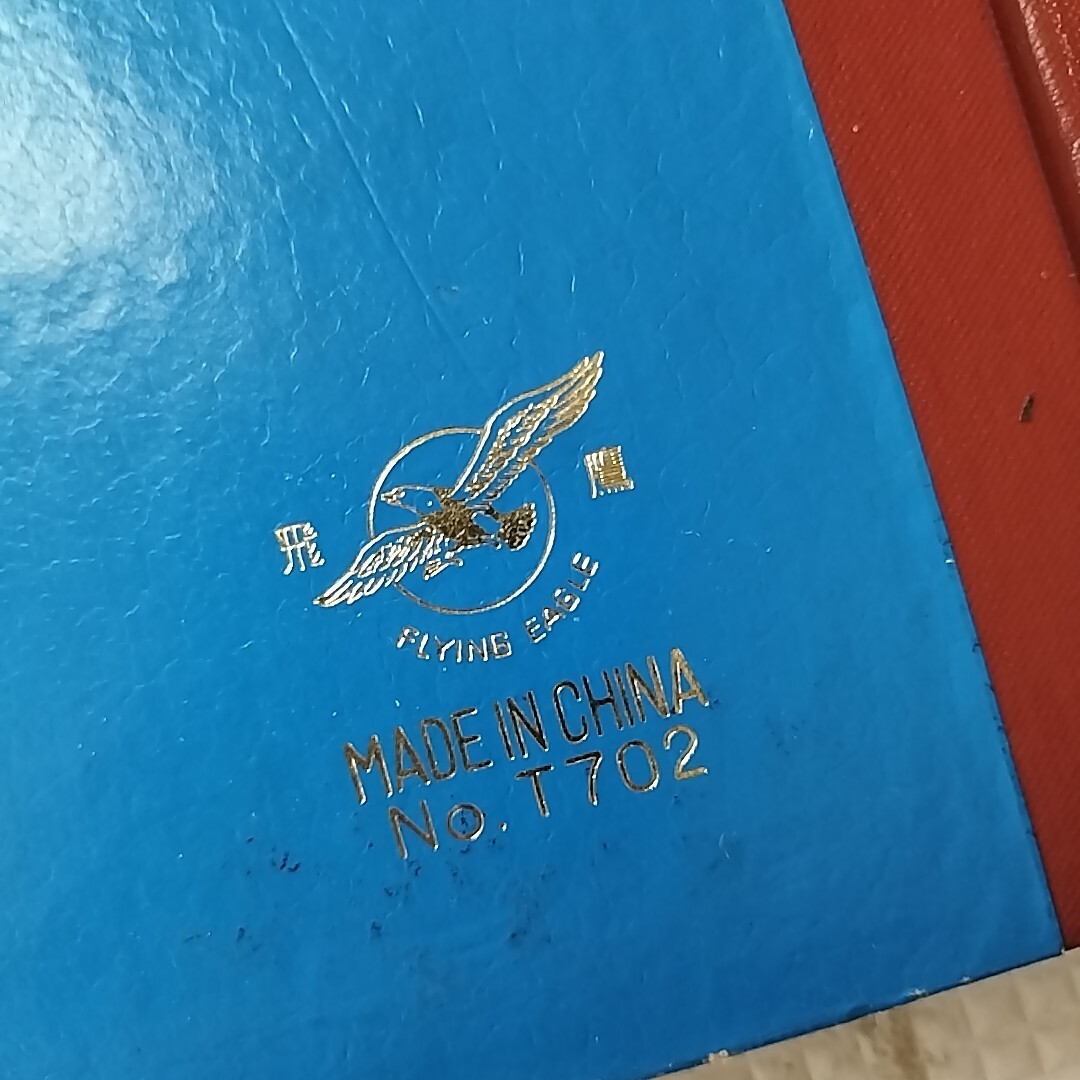 飛 鷹
FLYING EAGLE
MADE IN CHINA
No. T702